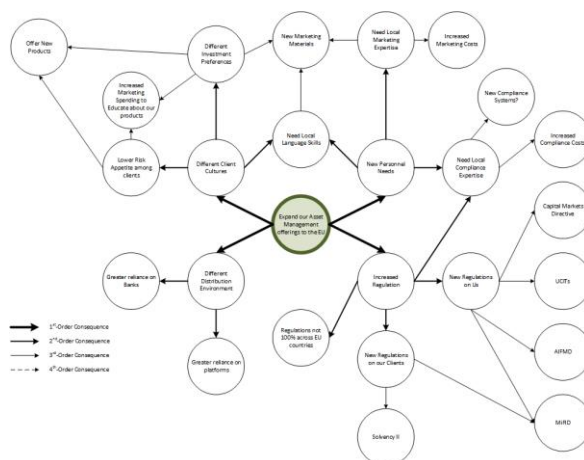 Offer New
Products
Different
Investment
Preferences
New Marketing
Materials
Need Local
Marketing
Expertise
Increased
Marketing Costs
Increased
Marketing
Spending to
Educate about our
products
New Compliance
Systems?
Increased
Compliance Costs
Lower Risk
Appetite among
clients
Different Client
Cultures
Need Local
Language Skills
New Personnel
Needs
Need Local
Compliance
Expertise
Capital Markets
Directive
Expand our Asset
Management
offerings to the EU
Greater reliance on
Banks
Different
Distribution
Environment
Increased
Regulation
New Regulations
on Us
UCITs
1st-Order Consequence
2nd-Order Consequence
3rd-Order Consequence
4th-Order Consequence
Regulations not
100% across EU
countries
Greater reliance on
platforms
New Regulations
on our Clients
AIFMD
Solvency II
MiFID